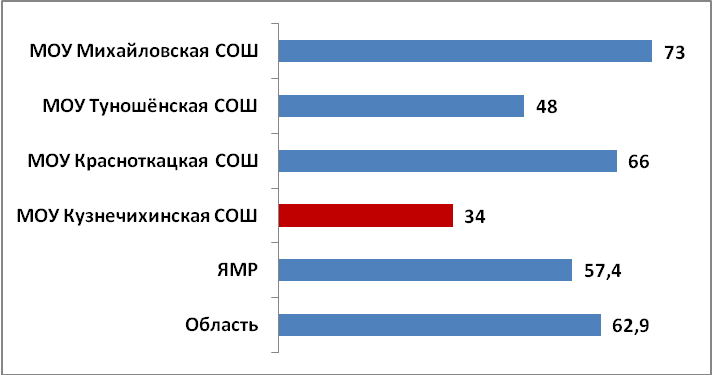 МОУ Михайловская СОШ 73
МОУ Туношёнская СОШ 48
МОУ Красноткацкая СОШ 66
МОУ Кузнечихинская СОШ 34
ЯМР 57,4
Область 62,9